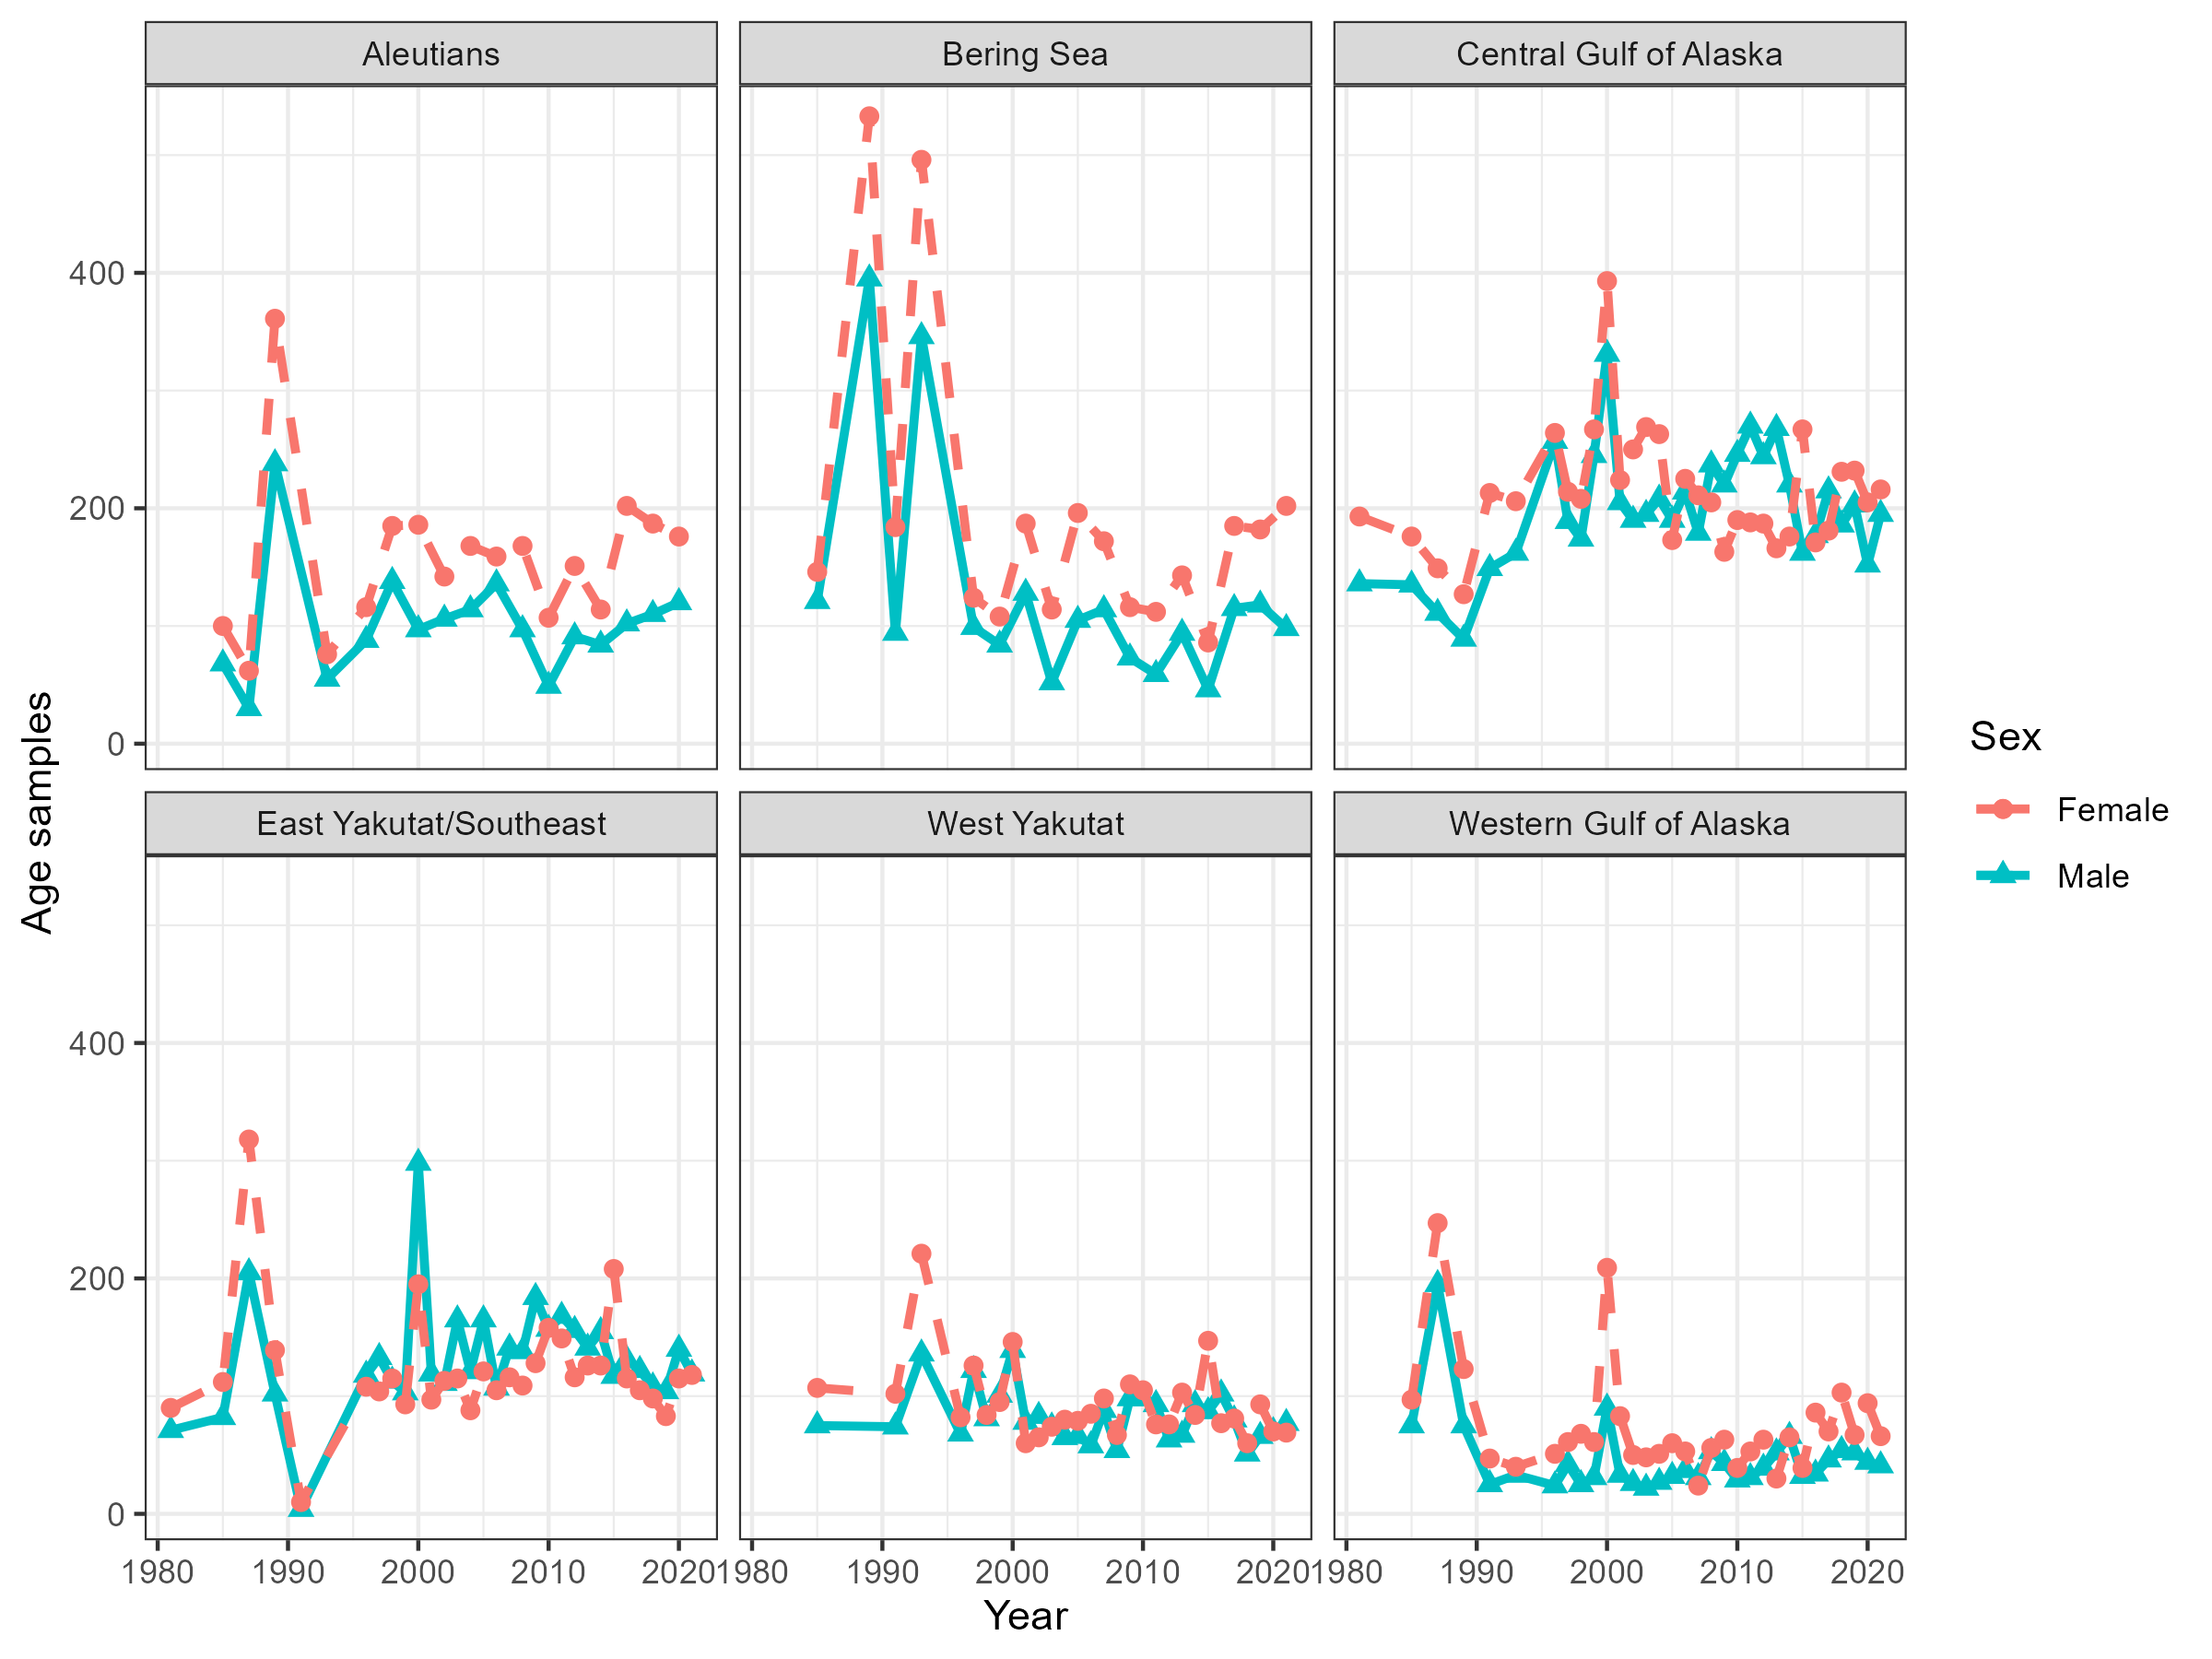 Aleutians
Bering Sea
Central Gulf of Alaska
400
200
0
East Yakutat/Southeast
West Yakutat
Western Gulf of Alaska
400
200
0
1980 1990 2000 2010 2020
1980 1990 2000 2010 2020
1980 1990 2000 2010 2020
Year
Age samples
Sex
Female
Male